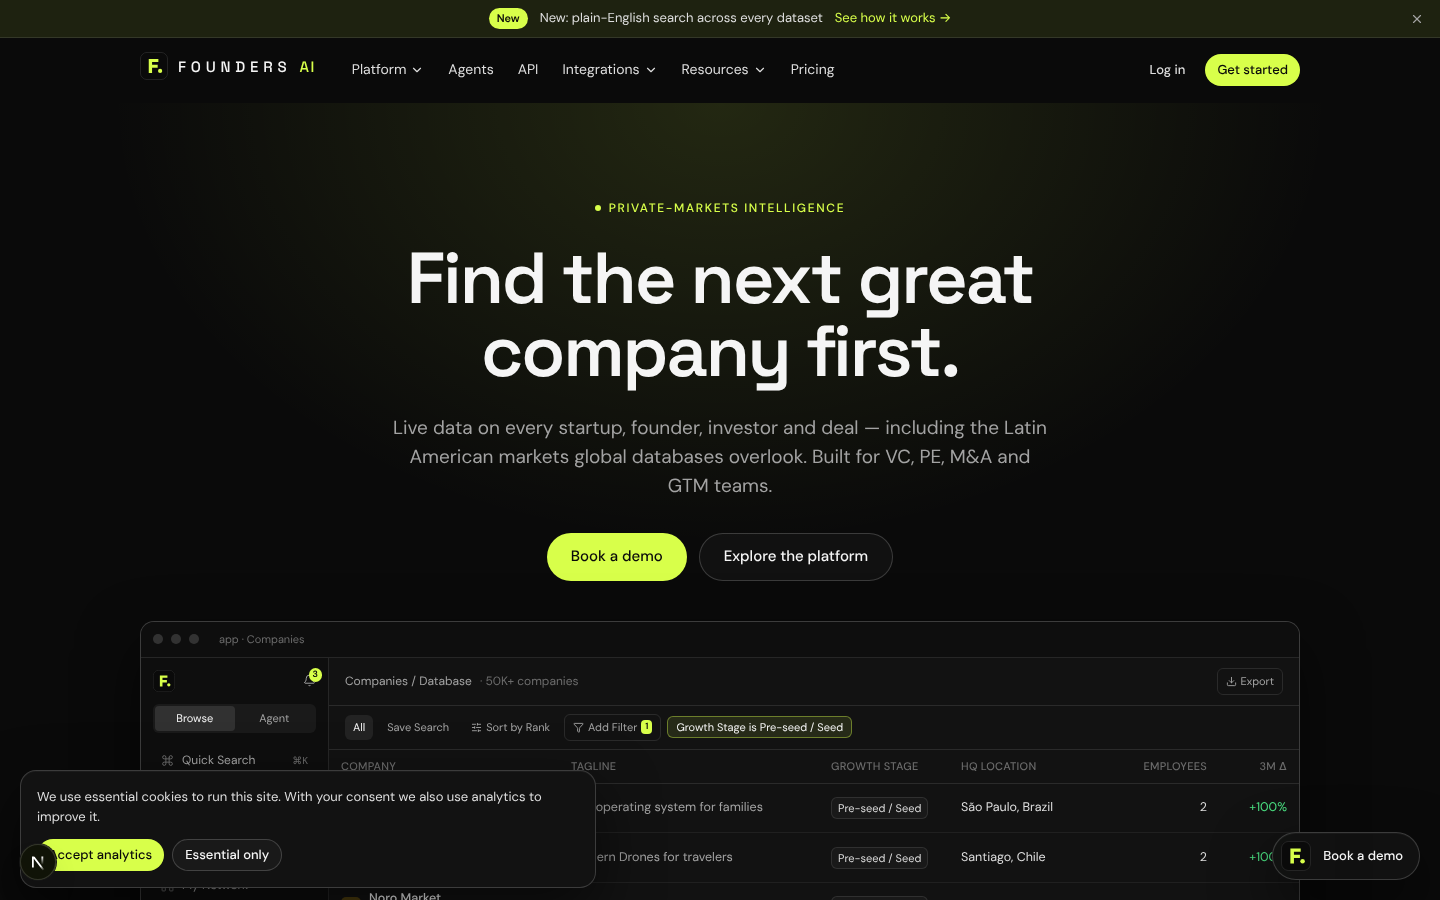 New New: plain-English search across every dataset See how it works → ×
F. FOUNDERS AI Platform Agents API Integrations Resources Pricing Log in Get started
PRIVATE-MARKETS INTELLIGENCE
Find the next great
company first.
Live data on every startup, founder, investor and deal — including the Latin
American markets global databases overlook. Built for VC, PE, M&A and
GTM teams.
Book a demo Explore the platform
app · Companies
F. 3
Companies / Database · 50K+ companies Export
Browse Agent
All Save Search Sort by Rank Add Filter 1 Growth Stage is Pre-seed / Seed
Quick Search ⌘K
COMPANY TAGLINE GROWTH STAGE HQ LOCATION EMPLOYEES 3M Δ
operating system for families Pre-seed / Seed São Paulo, Brazil 2 +100%
Drones for travelers Pre-seed / Seed Santiago, Chile 2
We use essential cookies to run this site. With your consent we also use analytics to
improve it.
N analytics Essential only
F. Book a demo
Noro Market